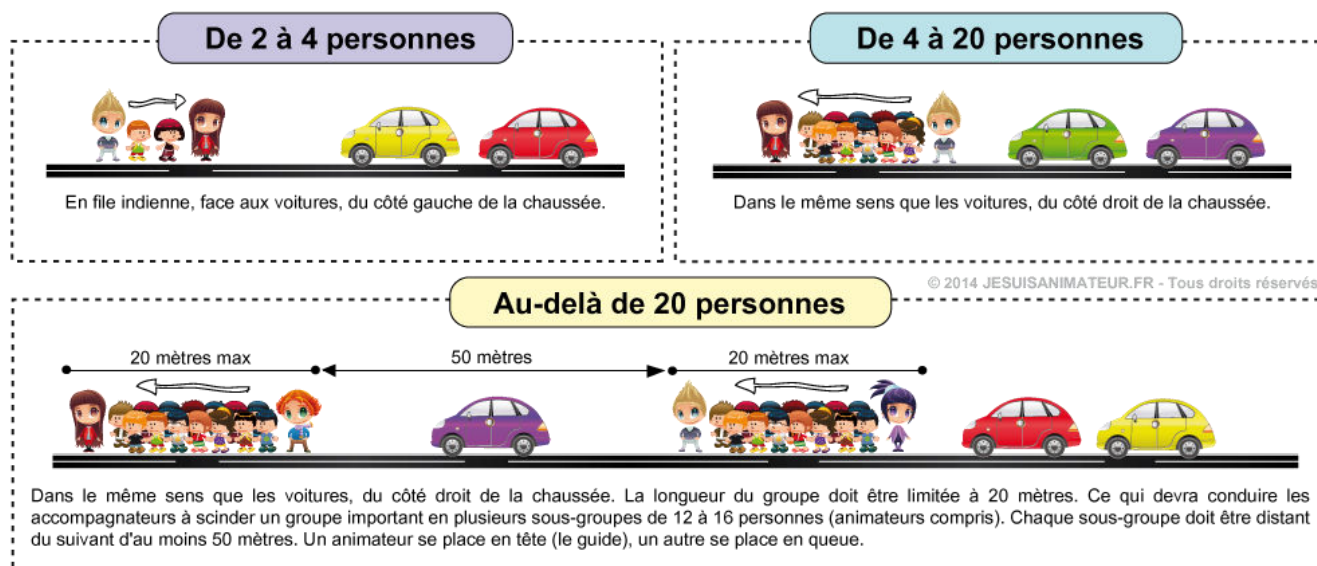 De 2 à 4 personnes
En file indienne, face aux voitures, du côté gauche de la chaussée.
De 4 à 20 personnes
Dans le même sens que les voitures, du côté droit de la chaussée.
© 2014 JESUISANIMATEUR.FR - Tous droits réservés
Au-delà de 20 personnes
20 mètres max
50 mètres
20 mètres max
Dans le même sens que les voitures, du côté droit de la chaussée. La longueur du groupe doit être limitée à 20 mètres. Ce qui devra conduire les
accompagnateurs à scinder un groupe important en plusieurs sous-groupes de 12 à 16 personnes (animateurs compris). Chaque sous-groupe doit être distant
du suivant d'au moins 50 mètres. Un animateur se place en tête (le guide), un autre se place en queue.